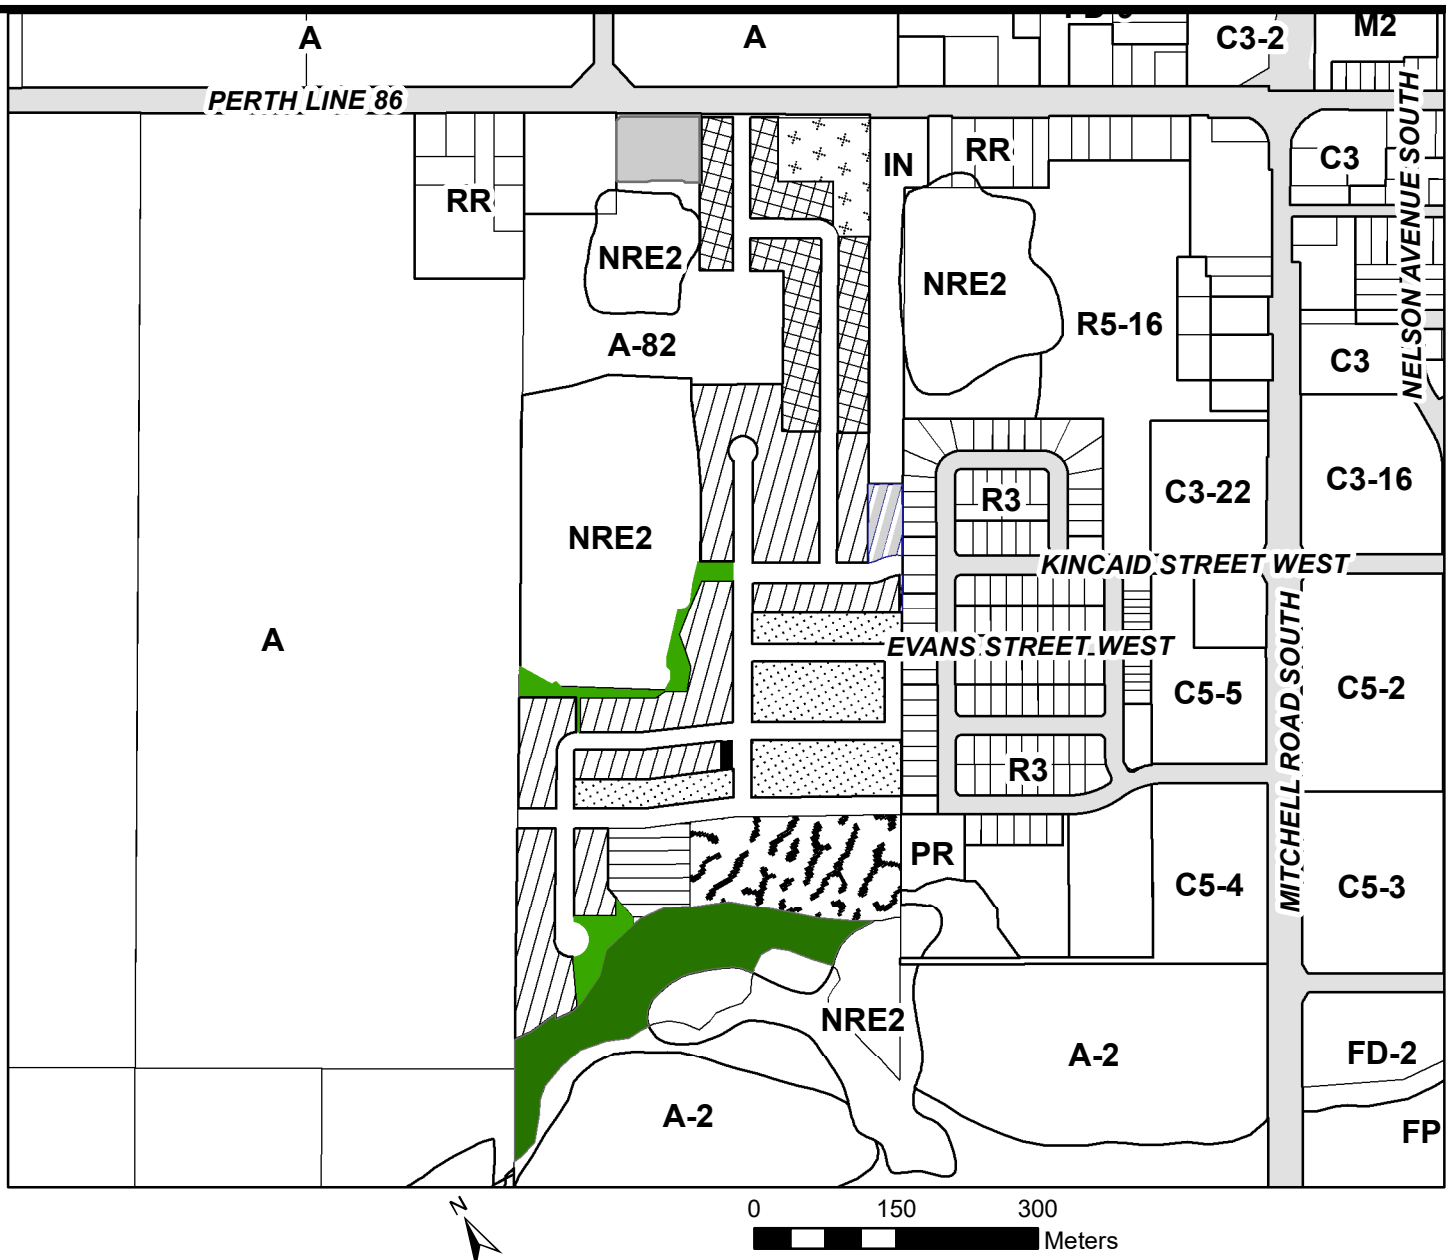 A
A
C3-2
M2
PERTH LINE 86
NELSON AVENUE SOUTH
IN
RR
C3
RR
NRE2
NRE2
R5-16
A-82
C3
R3
C3-22
C3-16
NRE2
KINCAID STREET WEST
A
EVANS STREET WEST
C5-5
C5-2
MITCHELL ROAD SOUTH
R3
PR
C5-4
C5-3
NRE2
A-2
FD-2
A-2
FP
N
0 150 300
Meters